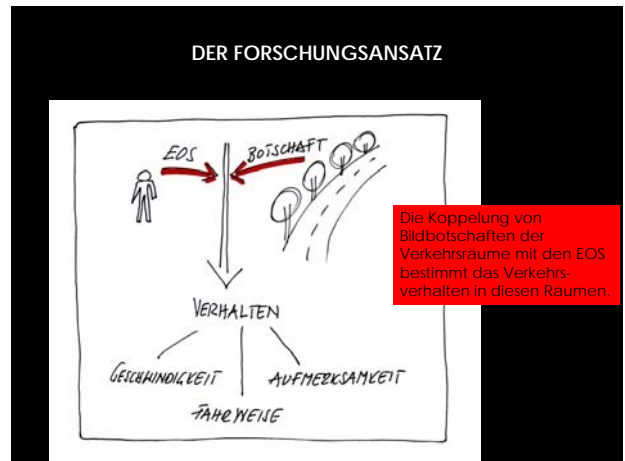 DER FORSCHUNGSANSATZ
EOS
BOTSCHAFT
Die Koppelung von
Bildbotschaften der
Verkehrsräume mit den EOS
bestimmt das Verkehrs-
verhalten in diesen Räumen.
VERHALTEN
GESCHWINDIGKEIT
AUFMERKSAMKEIT
FAHRWEISE